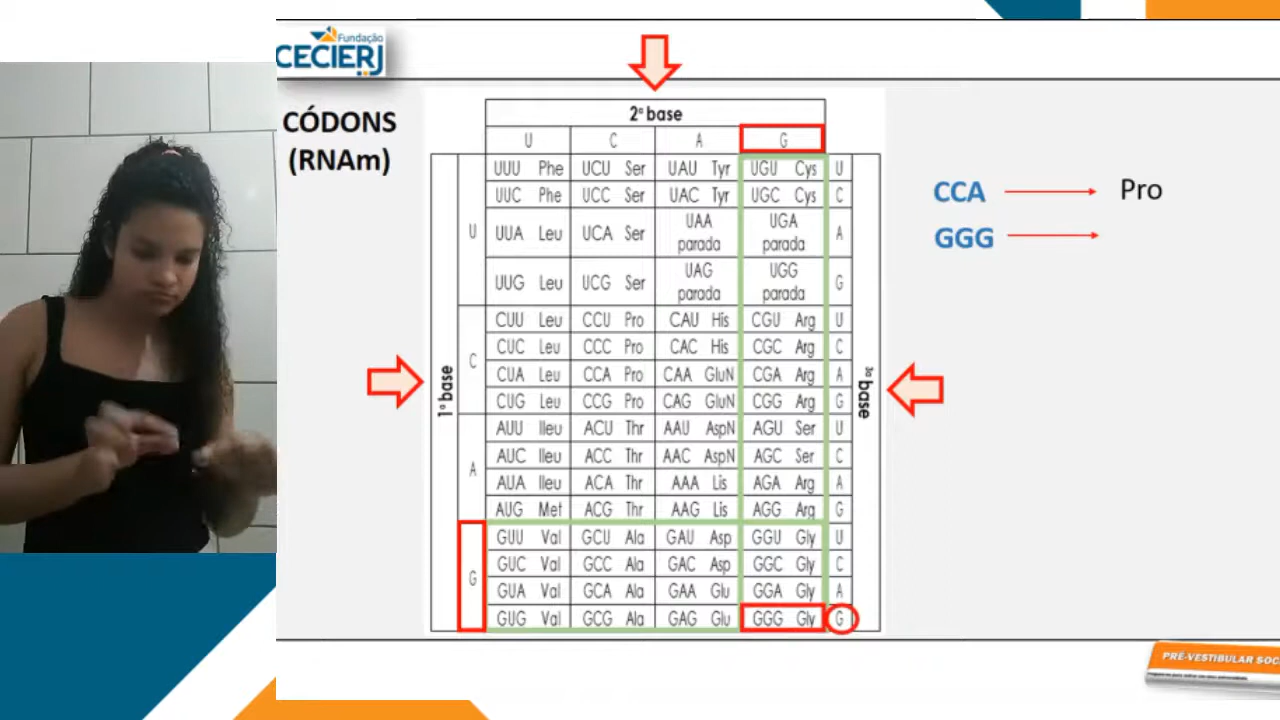 Fundação
CECIERJ
CÓDONS
(RNAm)
2ª base
U C A G
1ª base
3ª base
U
UUU Phe UCU Ser UAU Tyr UGU Cys U
UUC Phe UCC Ser UAC Tyr UGC Cys C
UUA Leu UCA Ser UAA parada UGA parada A
UUG Leu UCG Ser UAG parada UGG parada G
C
CUU Leu CCU Pro CAU His CGU Arg U
CUC Leu CCC Pro CAC His CGC Arg C
CUA Leu CCA Pro CAA GluN CGA Arg A
CUG Leu CCG Pro CAG GluN CGG Arg G
A
AUU Ileu ACU Thr AAU AspN AGU Ser U
AUC Ileu ACC Thr AAC AspN AGC Ser C
AUA Ileu ACA Thr AAA Lis AGA Arg A
AUG Met ACG Thr AAG Lis AGG Arg G
G
GUU Val GCU Ala GAU Asp GGU Gly U
GUC Val GCC Ala GAC Asp GGC Gly C
GUA Val GCA Ala GAA Glu GGA Gly A
GUG Val GCG Ala GAG Glu GGG Gly G
CCA Pro
GGG
PRÉ-VESTIBULAR SOC